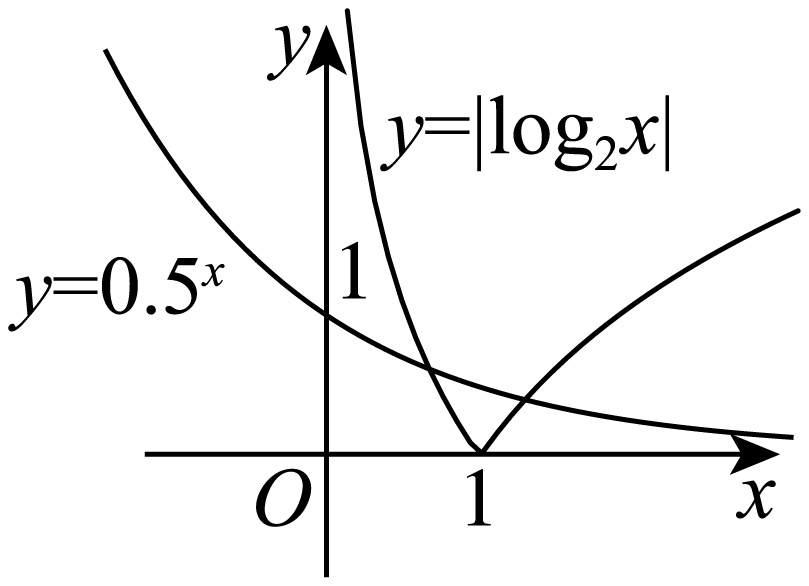 y
y=|log₂x|
1
y=0.5ˣ
O
1
x